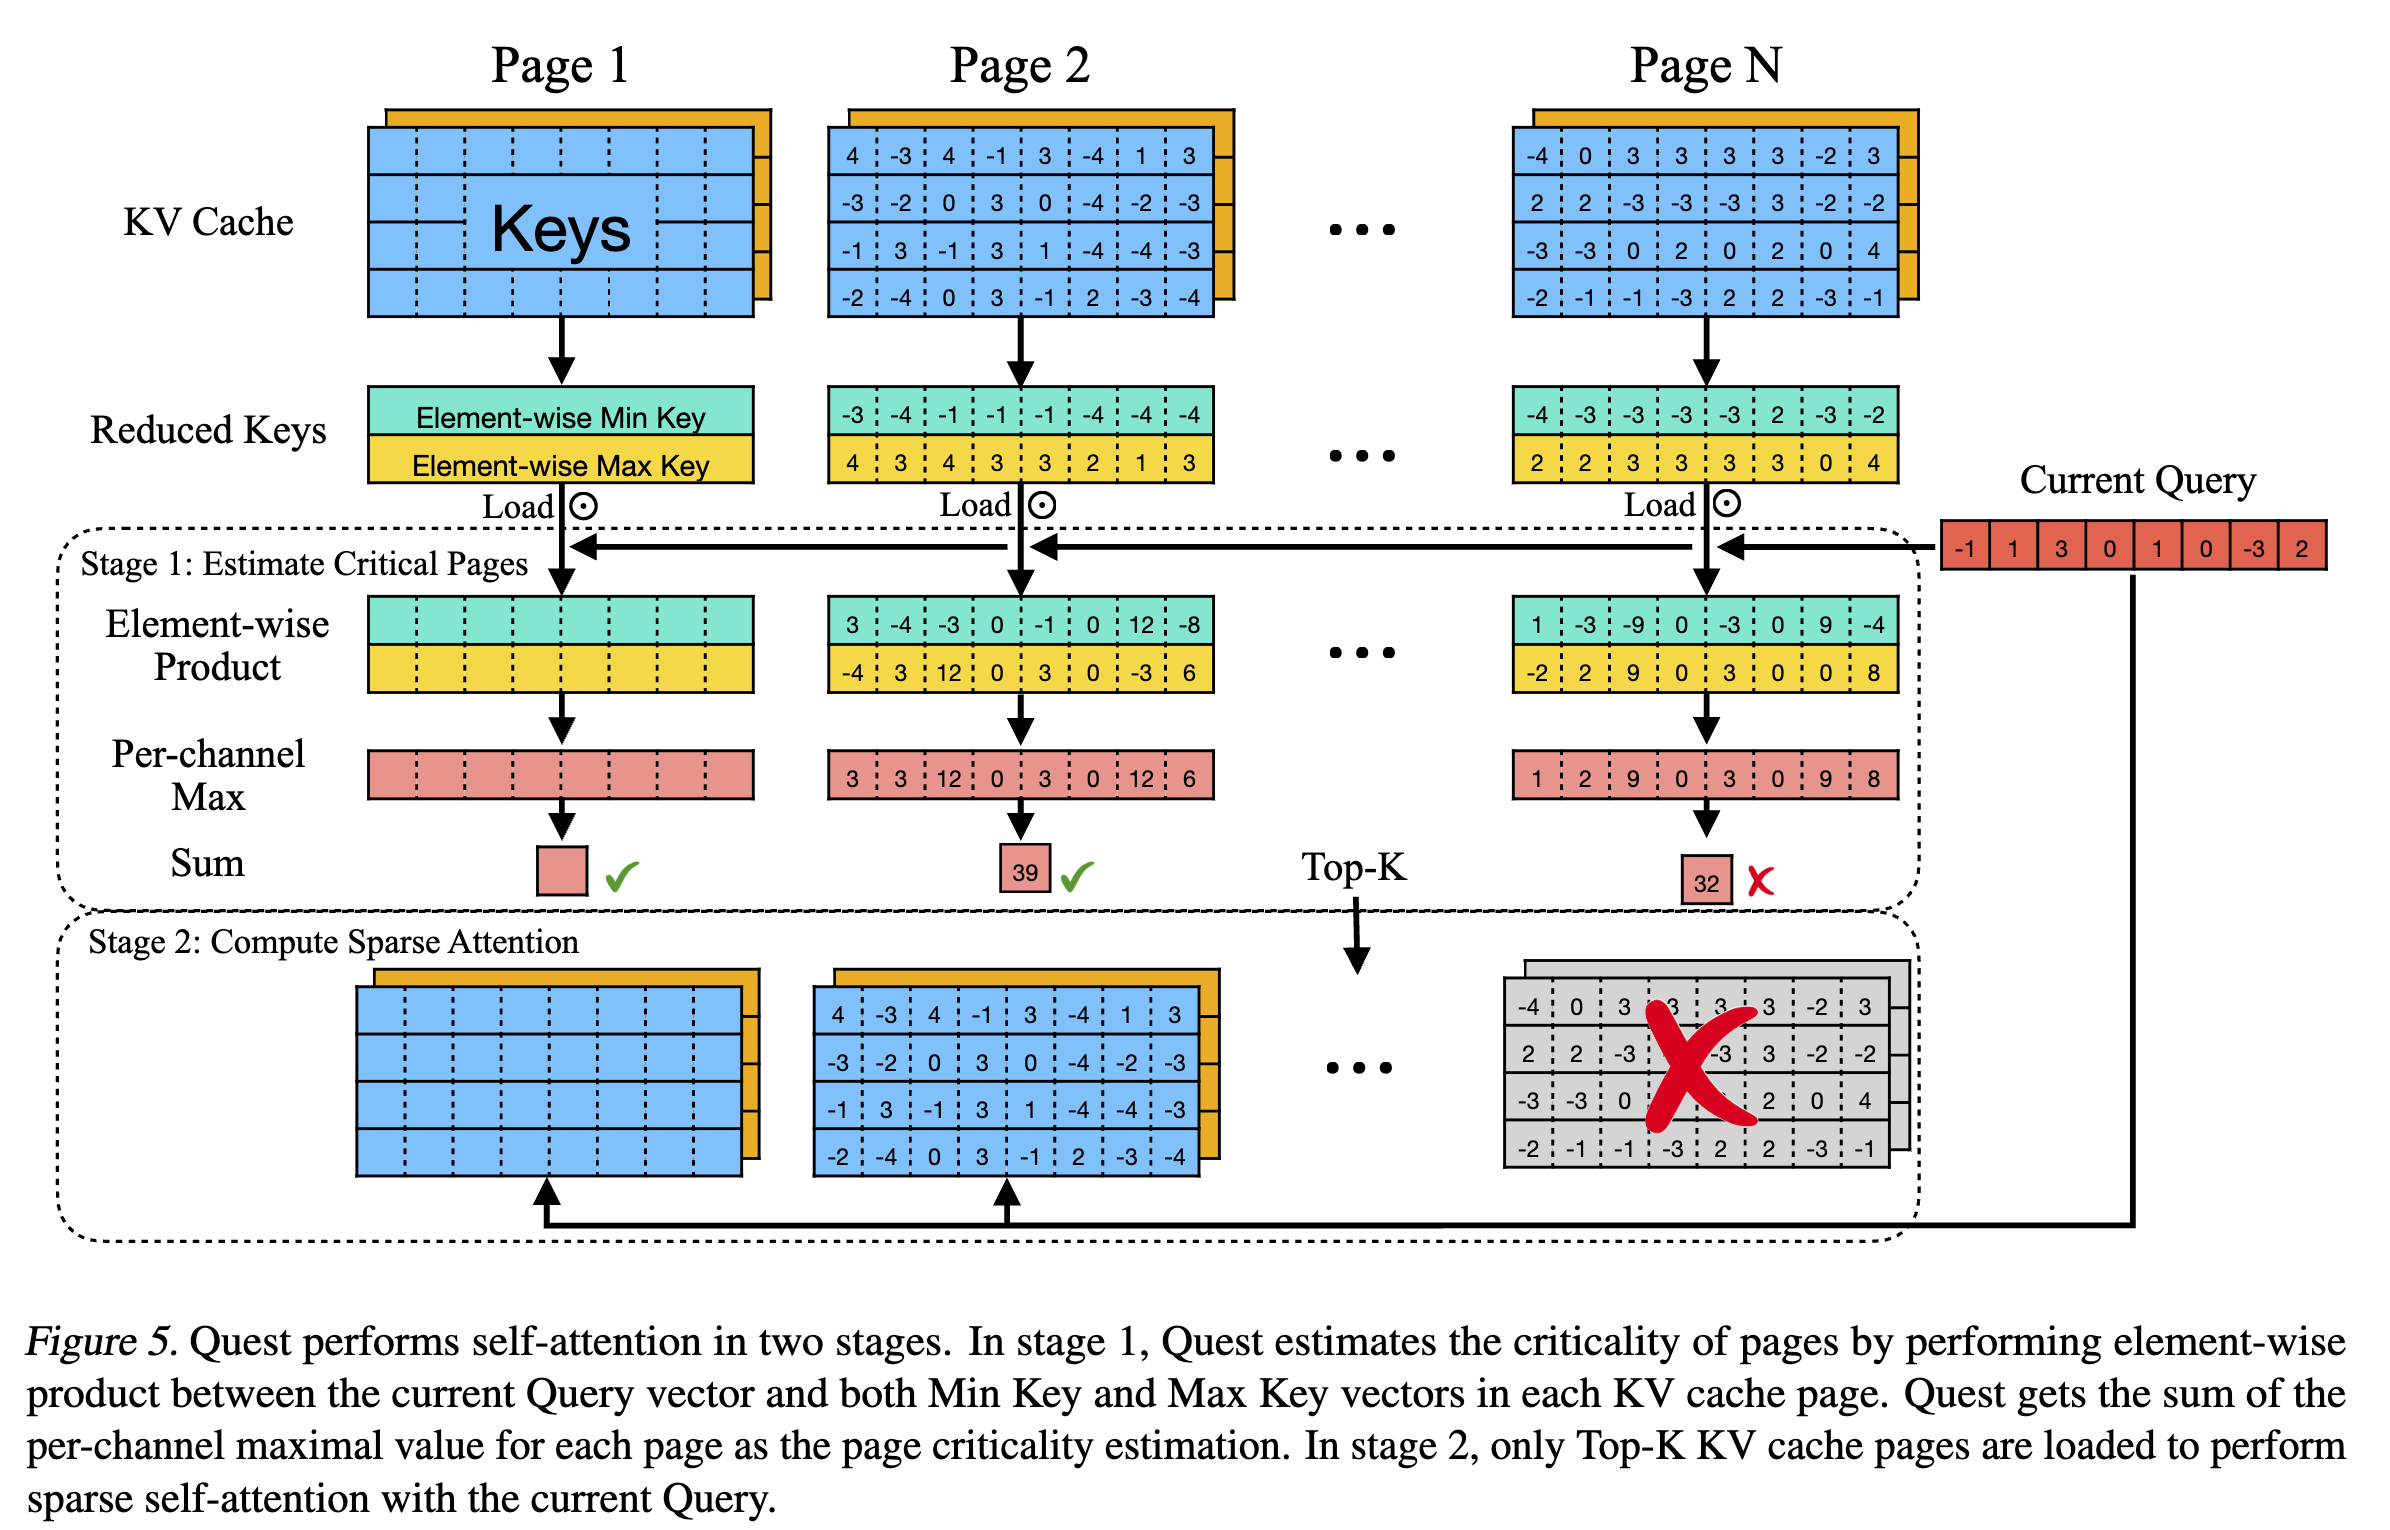 Page 1 Page 2 Page N
KV Cache
Keys
4 -3 4 -1 3 -4 1 3
-3 -2 0 3 0 -4 -2 -3
-1 3 -1 3 1 -4 -4 -3
-2 -4 0 3 -1 2 -3 -4
...
-4 0 3 3 3 3 -2 3
2 2 -3 -3 -3 3 -2 -2
-3 -3 0 2 0 2 0 4
-2 -1 -1 -3 2 2 -3 -1
Reduced Keys
Element-wise Min Key
Element-wise Max Key
-3 -4 -1 -1 -1 -4 -4 -4
4 3 4 3 3 2 1 3
...
-4 -3 -3 -3 -3 2 -3 -2
2 2 3 3 3 3 0 4
Load ⊙ Load ⊙ Load ⊙
Current Query
-1 1 3 0 1 0 -3 2
Stage 1: Estimate Critical Pages
Element-wise
Product
3 -4 -3 0 -1 0 12 -8
-4 3 12 0 3 0 -3 6
...
1 -3 -9 0 -3 0 9 -4
-2 2 9 0 3 0 0 8
Per-channel
Max
3 3 12 0 3 0 12 6
1 2 9 0 3 0 9 8
Sum
39
Top-K
32
Stage 2: Compute Sparse Attention
4 -3 4 -1 3 -4 1 3
-3 -2 0 3 0 -4 -2 -3
-1 3 -1 3 1 -4 -4 -3
-2 -4 0 3 -1 2 -3 -4
...
-4 0 3 3 3 3 -2 3
2 2 -3 -3 3 -2 -2
-3 -3 0 2 0 4
-2 -1 -1 -3 2 2 -3 -1
Figure 5. Quest performs self-attention in two stages. In stage 1, Quest estimates the criticality of pages by performing element-wise
product between the current Query vector and both Min Key and Max Key vectors in each KV cache page. Quest gets the sum of the
per-channel maximal value for each page as the page criticality estimation. In stage 2, only Top-K KV cache pages are loaded to perform
sparse self-attention with the current Query.